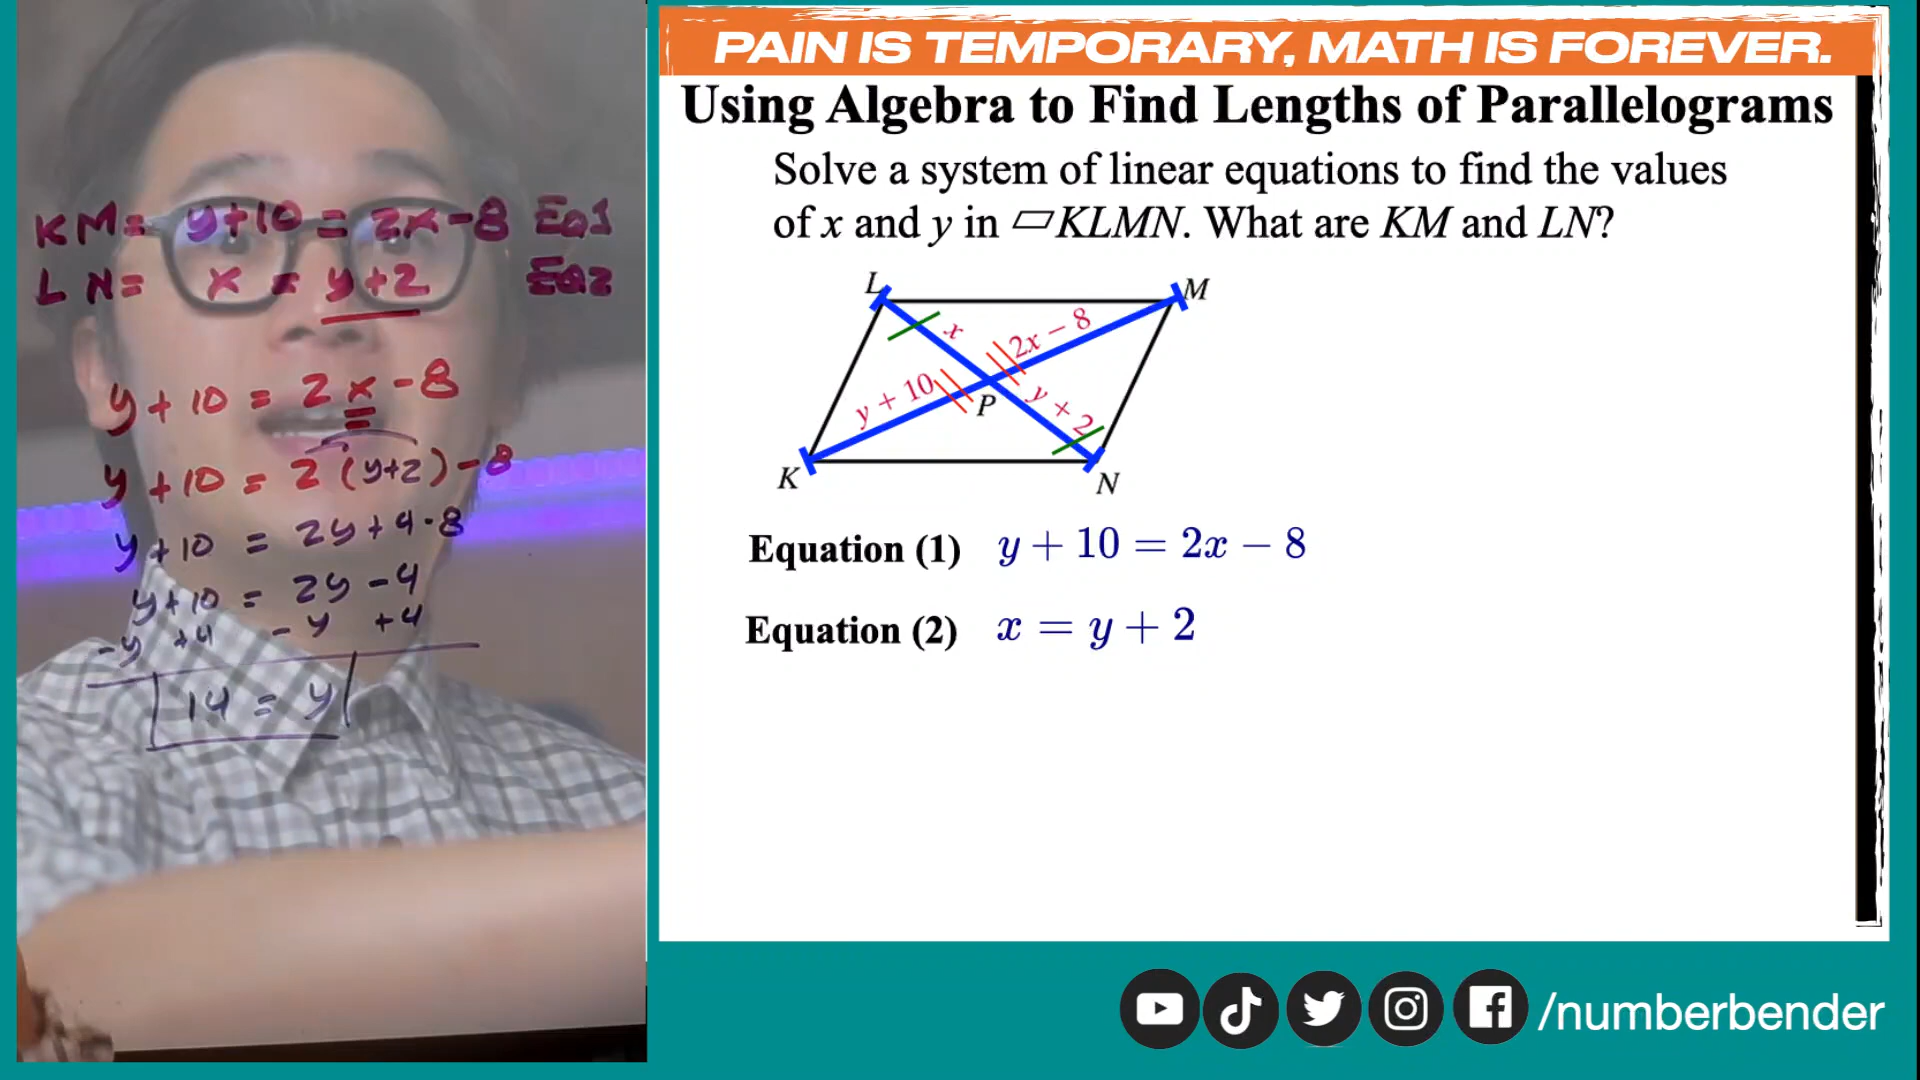 PAIN IS TEMPORARY, MATH IS FOREVER.
Using Algebra to Find Lengths of Parallelograms
Solve a system of linear equations to find the values
of x and y in ▱KLMN. What are KM and LN?
L
M
x
2x − 8
y + 10
P
y + 2
K
N
Equation (1) y + 10 = 2x − 8
Equation (2) x = y + 2
KM= y+10 = 2x-8 EQ1
LN= x = y+2 EQ2
y + 10 = 2x - 8
y + 10 = 2(y+2)-8
y + 10 = 2y + 4 - 8
y + 10 = 2y - 4
-y +4 -y +4
14 = y
/numberbender